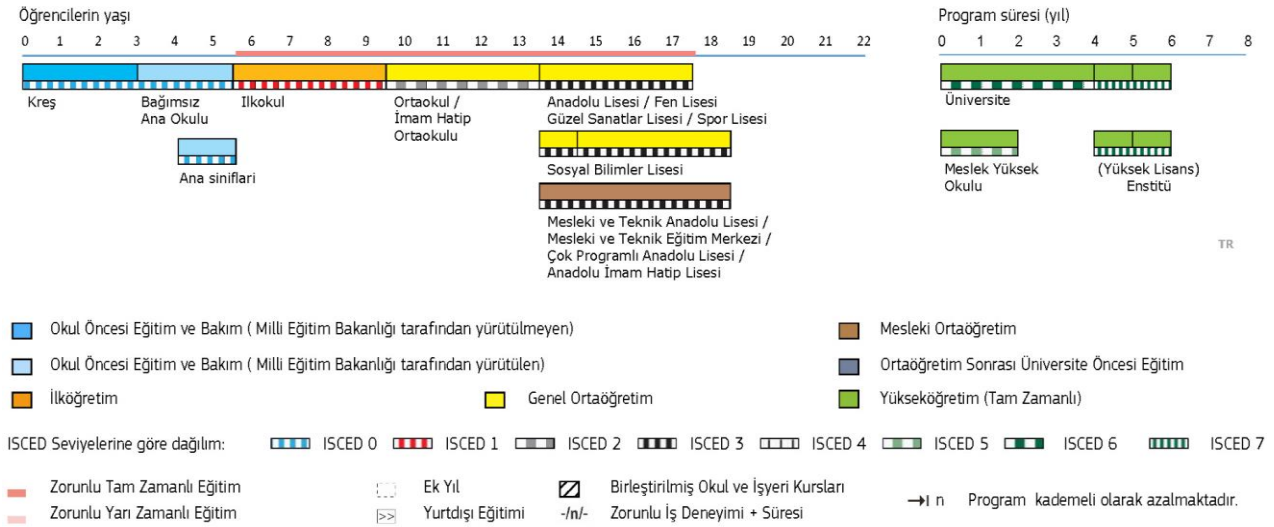 Öğrencilerin yaşı
Program süresi (yıl)
0 1 2 3 4 5 6 7 8 9 10 11 12 13 14 15 16 17 18 19 20 21 22
0 1 2 3 4 5 6 7 8
Kreş
Bağımsız
Ana Okulu
Ilkokul
Ortaokul /
İmam Hatip
Ortaokulu
Anadolu Lisesi / Fen Lisesi
Güzel Sanatlar Lisesi / Spor Lisesi
Üniversite
Ana siniflari
Sosyal Bilimler Lisesi
Meslek Yüksek
Okulu
(Yüksek Lisans)
Enstitü
Mesleki ve Teknik Anadolu Lisesi /
Mesleki ve Teknik Eğitim Merkezi /
Çok Programlı Anadolu Lisesi /
Anadolu İmam Hatip Lisesi
TR
Okul Öncesi Eğitim ve Bakım ( Milli Eğitim Bakanlığı tarafından yürütülmeyen)
Mesleki Ortaöğretim
Okul Öncesi Eğitim ve Bakım ( Milli Eğitim Bakanlığı tarafından yürütülen)
Ortaöğretim Sonrası Üniversite Öncesi Eğitim
İlköğretim
Genel Ortaöğretim
Yükseköğretim (Tam Zamanlı)
ISCED Seviyelerine göre dağılım: ISCED 0 ISCED 1 ISCED 2 ISCED 3 ISCED 4 ISCED 5 ISCED 6 ISCED 7
Zorunlu Tam Zamanlı Eğitim
Ek Yıl
Birleştirilmiş Okul ve İşyeri Kursları
n Program kademeli olarak azalmaktadır.
Zorunlu Yarı Zamanlı Eğitim
>> Yurtdışı Eğitimi
-/n/- Zorunlu İş Deneyimi + Süresi